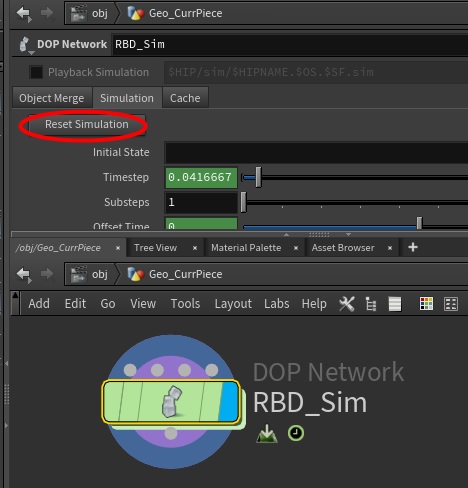 obj Geo_CurrPiece
DOP Network RBD_Sim
Playback Simulation $HIP/sim/$HIPNAME.$OS.$SF.sim
Object Merge Simulation Cache
Reset Simulation
Initial State
Timestep 0.0416667
Substeps 1
Offset Time 0
/obj/Geo_CurrPiece × Tree View × Material Palette × Asset Browser × +
obj Geo_CurrPiece
Add Edit Go View Tools Layout Labs Help
DOP Network
RBD_Sim